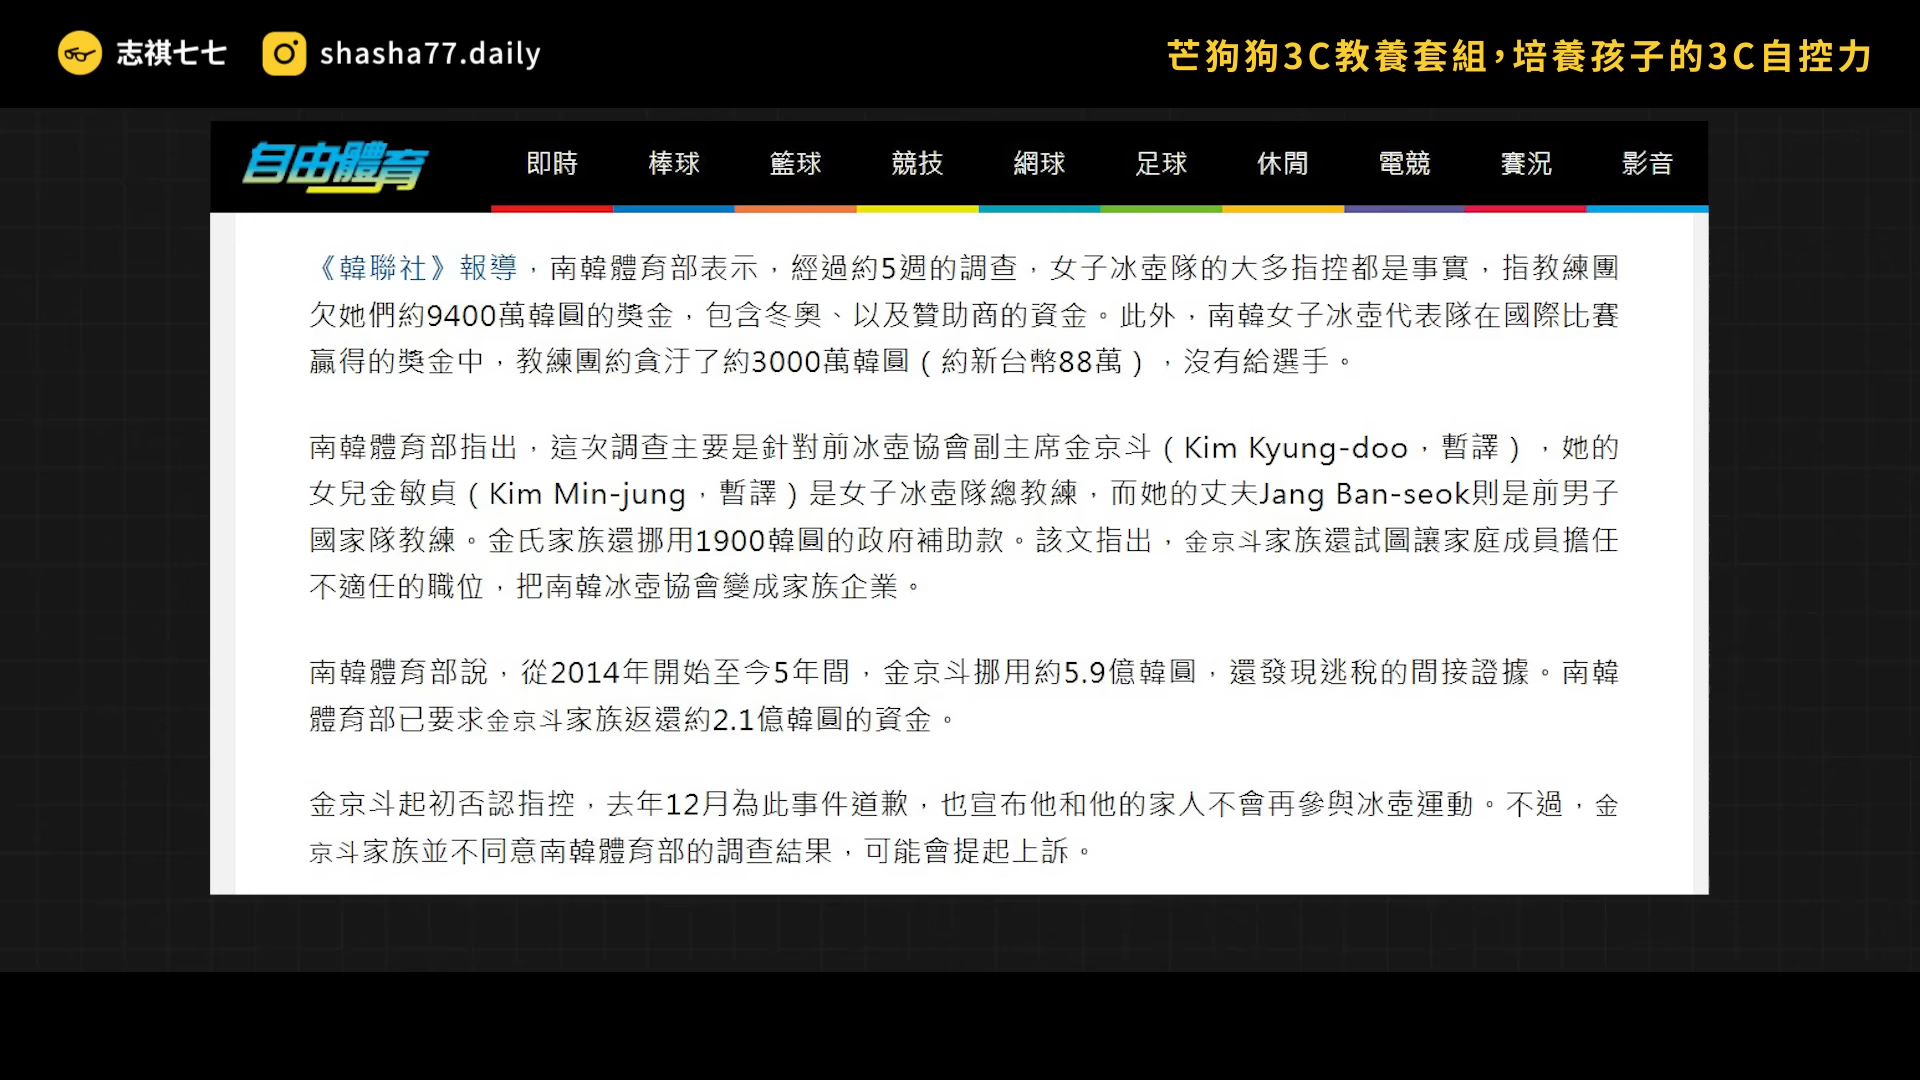 志祺七七 shasha77.daily
芒狗狗3C教養套組,培養孩子的3C自控力
自由體育 即時 棒球 籃球 競技 網球 足球 休閒 電競 賽況 影音
《韓聯社》報導，南韓體育部表示，經過約5週的調查，女子冰壺隊的大多指控都是事實，指教練團
欠她們約9400萬韓圓的獎金，包含冬奧、以及贊助商的資金。此外，南韓女子冰壺代表隊在國際比賽
贏得的獎金中，教練團約貪汙了約3000萬韓圓（約新台幣88萬），沒有給選手。
南韓體育部指出，這次調查主要是針對前冰壺協會副主席金京斗（Kim Kyung-doo，暫譯），她的
女兒金敏貞（Kim Min-jung，暫譯）是女子冰壺隊總教練，而她的丈夫Jang Ban-seok則是前男子
國家隊教練。金氏家族還挪用1900韓圓的政府補助款。該文指出，金京斗家族還試圖讓家庭成員擔任
不適任的職位，把南韓冰壺協會變成家族企業。
南韓體育部說，從2014年開始至今5年間，金京斗挪用約5.9億韓圓，還發現逃稅的間接證據。南韓
體育部已要求金京斗家族返還約2.1億韓圓的資金。
金京斗起初否認指控，去年12月為此事件道歉，也宣布他和他的家人不會再參與冰壺運動。不過，金
京斗家族並不同意南韓體育部的調查結果，可能會提起上訴。